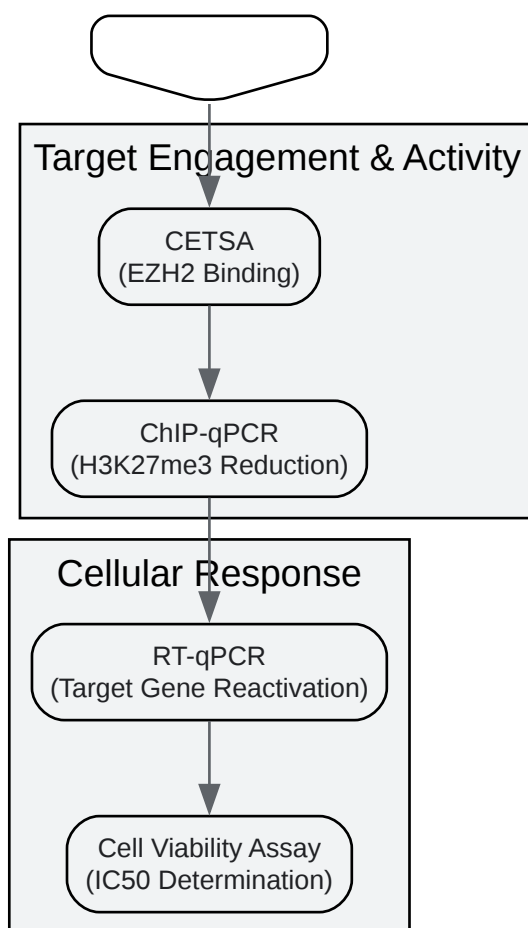 Target Engagement & Activity
CETSA
(EZH2 Binding)
ChIP-qPCR
(H3K27me3 Reduction)
Cellular Response
RT-qPCR
(Target Gene Reactivation)
Cell Viability Assay
(IC50 Determination)